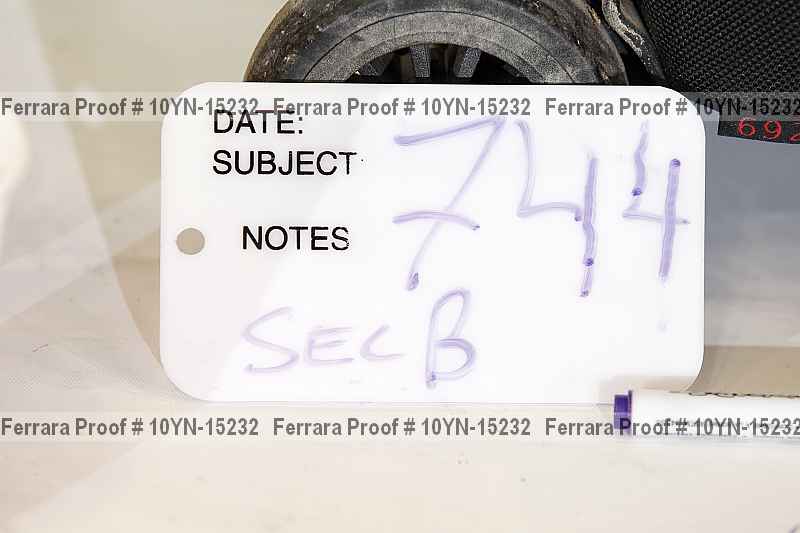 Ferrara Proof # 10YN-15232 Ferrara Proof # 10YN-15232 Ferrara Proof # 10YN-15232
DATE:
SUBJECT
744
NOTES
SEC B
Ferrara Proof # 10YN-15232 Ferrara Proof # 10YN-15232 Ferrara Proof # 10YN-15232